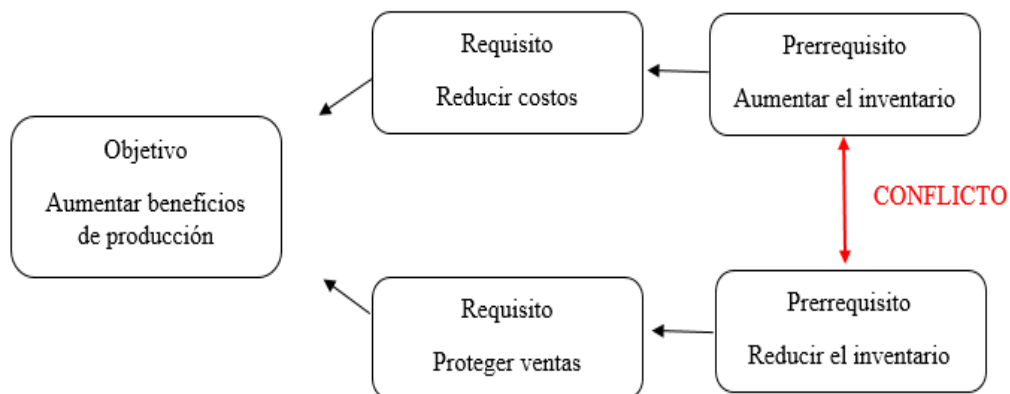 Requisito
Reducir costos
Prerrequisito
Aumentar el inventario
Objetivo
Aumentar beneficios
de producción
CONFLICTO
Requisito
Proteger ventas
Prerrequisito
Reducir el inventario